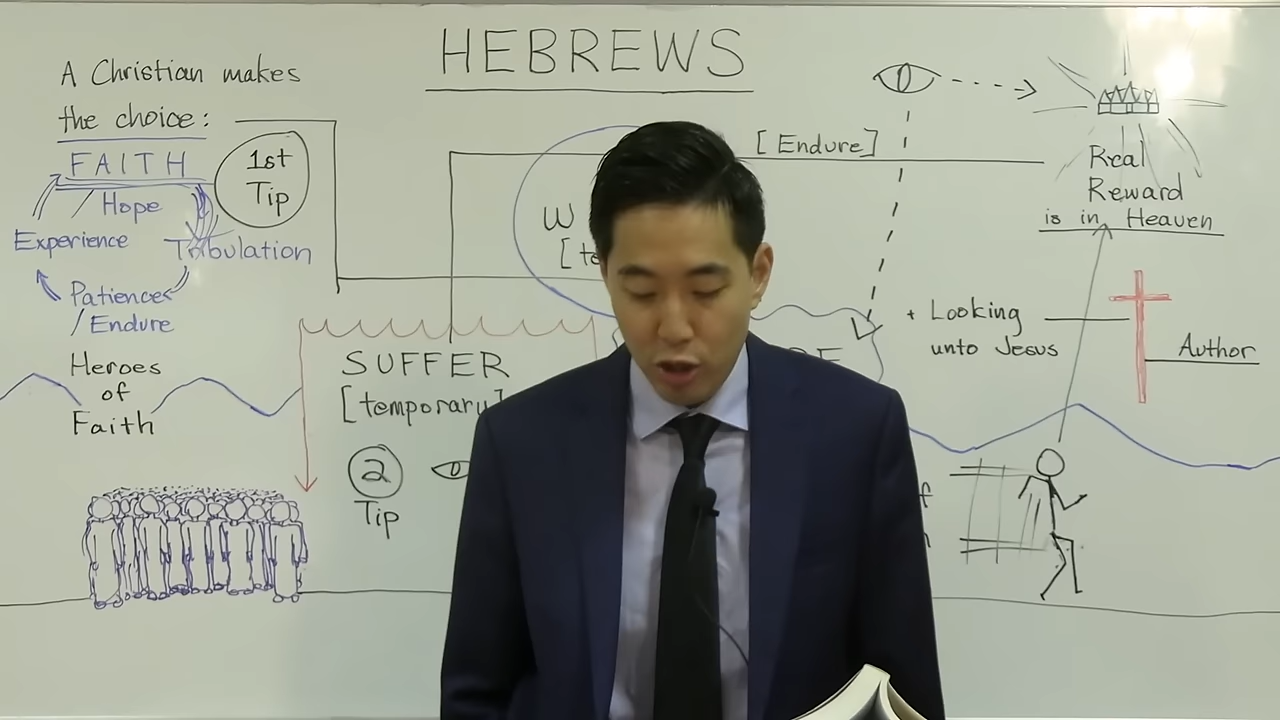 HEBREWS
A Christian makes
the choice:
FAITH
/ Hope
Experience
Tribulation
Patience
/ Endure
1st
Tip
Heroes
of
Faith
SUFFER
[temporary]
2
Tip
[Endure]
Real
Reward
is in Heaven
+ Looking
unto Jesus
Author